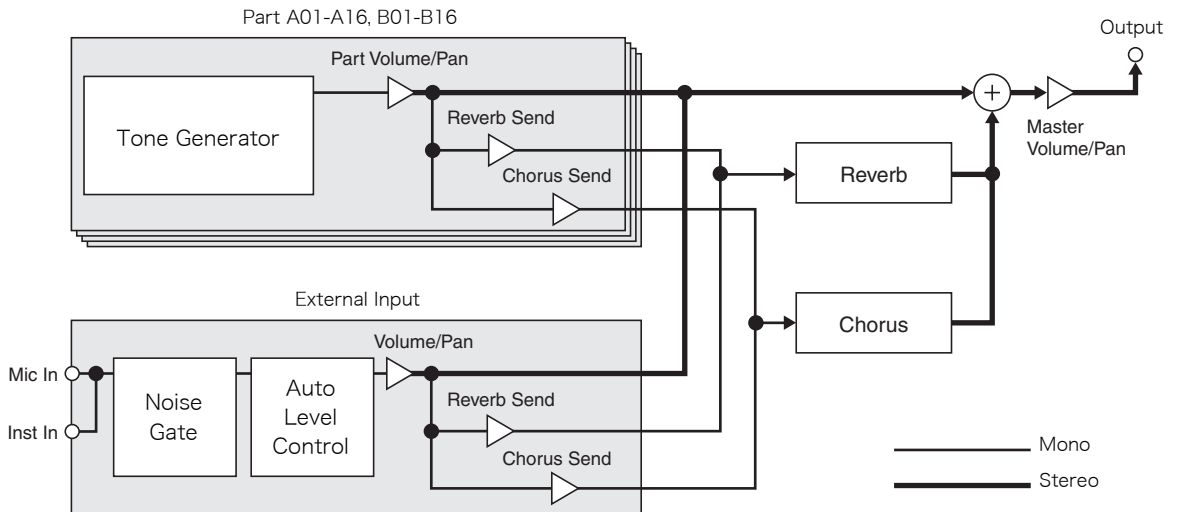 Part A01-A16, B01-B16
Output
Part Volume/Pan
Tone Generator
Reverb Send
Chorus Send
+
Master
Volume/Pan
Reverb
External Input
Chorus
Volume/Pan
Mic In
Inst In
Noise
Gate
Auto
Level
Control
Reverb Send
Chorus Send
Mono
Stereo